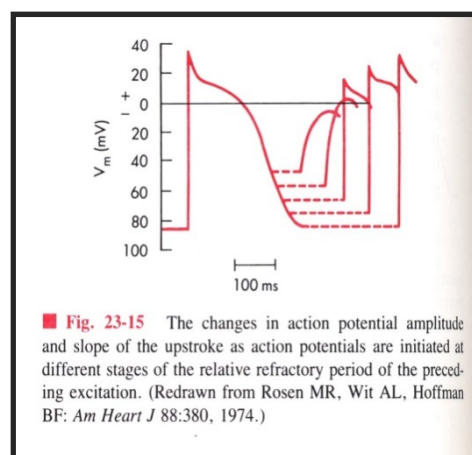 40
20
0
20
40
60
80
100
+
−
Vm (mV)
100 ms
Fig. 23-15 The changes in action potential amplitude
and slope of the upstroke as action potentials are initiated at
different stages of the relative refractory period of the preced-
ing excitation. (Redrawn from Rosen MR, Wit AL, Hoffman
BF: Am Heart J 88:380, 1974.)